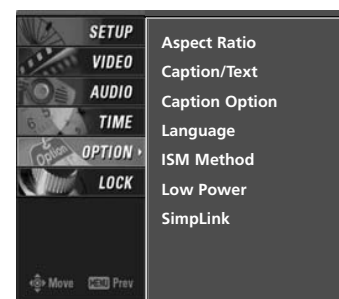 SETUP
VIDEO
AUDIO
TIME
OPTION
LOCK
Move MENU Prev
Aspect Ratio
Caption/Text
Caption Option
Language
ISM Method
Low Power
SimpLink